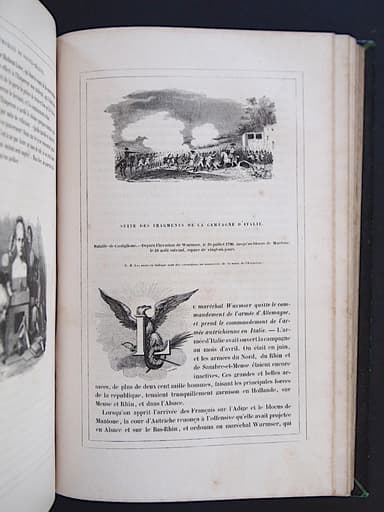 SUITE DES FRAGMENTS DE LA CAMPAGNE D'ITALIE.
Bataille de Castiglione.—Depuis l'invasion de Wurmser, le 29 juillet 1796, jusqu'au blocus de Mantoue,
le 24 août suivant, espace de vingt-six jours.
LE maréchal Wurmser quitte le com-
mandement de l'armée d'Allemagne,
et prend le commandement de l'ar-
mée autrichienne en Italie. — L'ar-
mée d'Italie avait ouvert la campagne
au mois d'avril. On était en juin,
et les armées du Nord, du Rhin et
de Sambre-et-Meuse étaient encore
inactives. Ces grandes et belles ar-
mées, de plus de deux cent mille hommes, faisant les principales forces
de la république, tenaient tranquillement garnison en Hollande, sur
Meuse et Rhin, et dans l'Alsace.
Lorsqu'on apprit l'arrivée des Français sur l'Adige et le blocus de
Mantoue, la cour d'Autriche renonça à l'offensive qu'elle avait projetée
en Alsace et sur le Bas-Rhin, et ordonna au maréchal Wurmser, qui